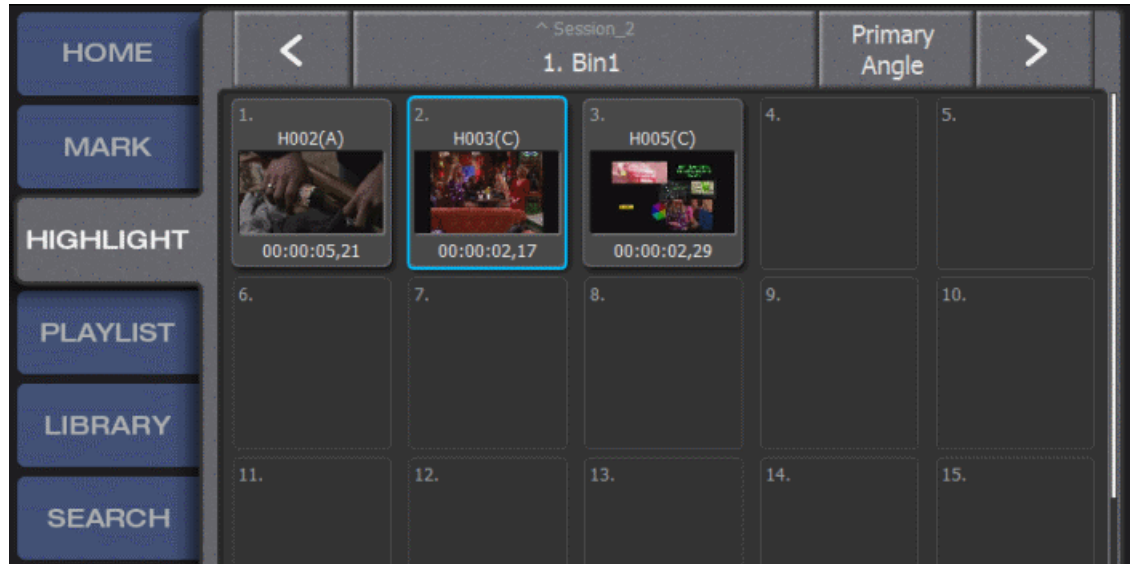 HOME
MARK
HIGHLIGHT
PLAYLIST
LIBRARY
SEARCH
^ Session_2
1. Bin1
Primary
Angle
1.
H002(A)
00:00:05,21
2.
H003(C)
00:00:02,17
3.
H005(C)
00:00:02,29
4.
5.
6.
7.
8.
9.
10.
11.
12.
13.
14.
15.